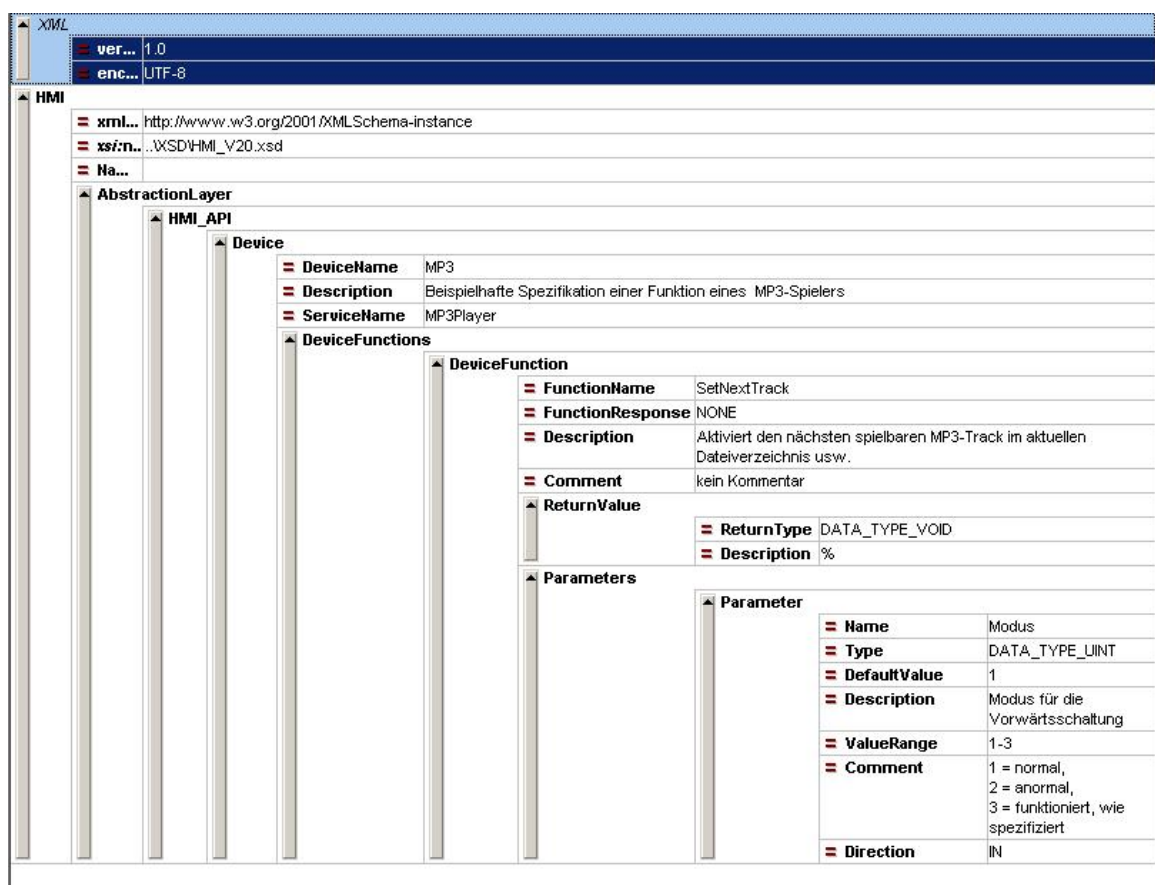 XML
ver... 1.0
enc... UTF-8
HMI
xml... http://www.w3.org/2001/XMLSchema-instance
xsi:n... ..\XSD\HMI_V20.xsd
Na...
AbstractionLayer
HMI_API
Device
DeviceName MP3
Description Beispielhafte Spezifikation einer Funktion eines MP3-Spielers
ServiceName MP3Player
DeviceFunctions
DeviceFunction
FunctionName SetNextTrack
FunctionResponse NONE
Description Aktiviert den nächsten spielbaren MP3-Track im aktuellen
Dateiverzeichnis usw.
Comment kein Kommentar
ReturnValue
ReturnType DATA_TYPE_VOID
Description %
Parameters
Parameter
Name Modus
Type DATA_TYPE_UINT
DefaultValue 1
Description Modus für die
Vorwärtsschaltung
ValueRange 1-3
Comment 1 = normal,
2 = anormal,
3 = funktioniert, wie
spezifiziert
Direction IN